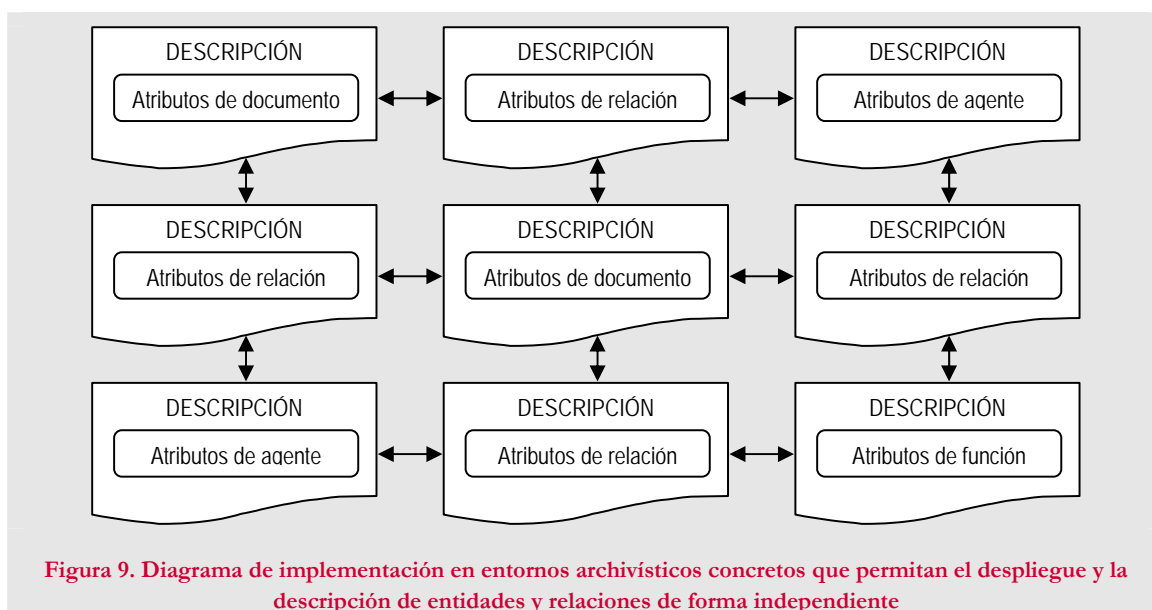 DESCRIPCIÓN
Atributos de documento
DESCRIPCIÓN
Atributos de relación
DESCRIPCIÓN
Atributos de agente
DESCRIPCIÓN
Atributos de relación
DESCRIPCIÓN
Atributos de documento
DESCRIPCIÓN
Atributos de relación
DESCRIPCIÓN
Atributos de agente
DESCRIPCIÓN
Atributos de relación
DESCRIPCIÓN
Atributos de función
Figura 9. Diagrama de implementación en entornos archivísticos concretos que permitan el despliegue y la
descripción de entidades y relaciones de forma independiente